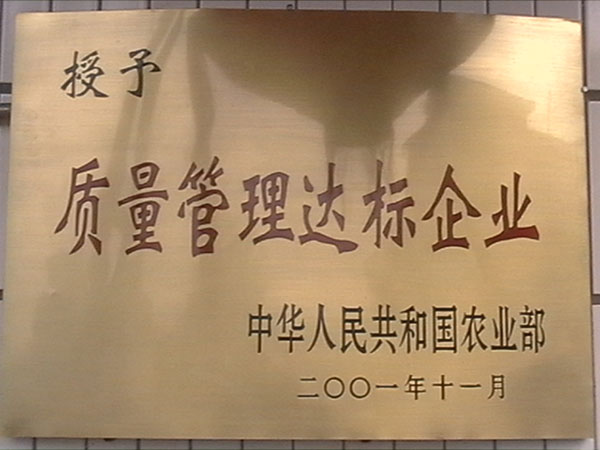 授予
质量管理达标企业
中华人民共和国农业部
二〇〇一年十一月